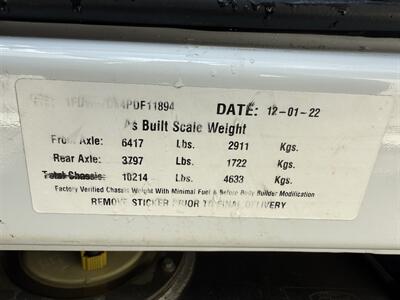 4PDF11894 DATE: 12-01-22
As Built Scale Weight
Front Axle: 6417 Lbs. 2911 Kgs.
Rear Axle: 3797 Lbs. 1722 Kgs.
Total Chassis: 10214 Lbs. 4633 Kgs.
Factory Verified Chassis Weight With Minimal Fuel & Before Body Builder Modification
REMOVE STICKER PRIOR TO FINAL DELIVERY